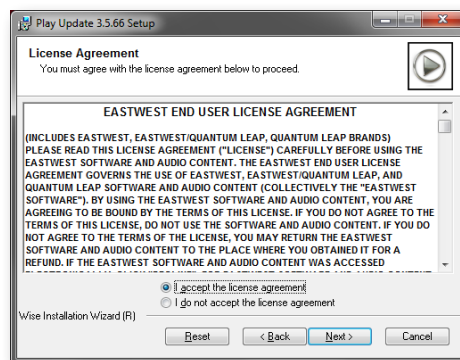 Play Update 3.5.66 Setup
License Agreement
You must agree with the license agreement below to proceed.
EASTWEST END USER LICENSE AGREEMENT
(INCLUDES EASTWEST, EASTWEST/QUANTUM LEAP, QUANTUM LEAP BRANDS)
PLEASE READ THIS LICENSE AGREEMENT ("LICENSE") CAREFULLY BEFORE USING THE
EASTWEST SOFTWARE AND AUDIO CONTENT. THE EASTWEST END USER LICENSE
AGREEMENT GOVERNS THE USE OF EASTWEST, EASTWEST/QUANTUM LEAP, AND
QUANTUM LEAP SOFTWARE AND AUDIO CONTENT (COLLECTIVELY THE "EASTWEST
SOFTWARE"). BY USING THE EASTWEST SOFTWARE AND AUDIO CONTENT, YOU ARE
AGREEING TO BE BOUND BY THE TERMS OF THIS LICENSE. IF YOU DO NOT AGREE TO THE
TERMS OF THIS LICENSE, DO NOT USE THE SOFTWARE AND AUDIO CONTENT. IF YOU DO
NOT AGREE TO THE TERMS OF THE LICENSE, YOU MAY RETURN THE EASTWEST
SOFTWARE AND AUDIO CONTENT TO THE PLACE WHERE YOU OBTAINED IT FOR A
REFUND. IF THE EASTWEST SOFTWARE AND AUDIO CONTENT WAS ACCESSED
I accept the license agreement
I do not accept the license agreement
Wise Installation Wizard (R)
Reset
< Back
Next >
Cancel